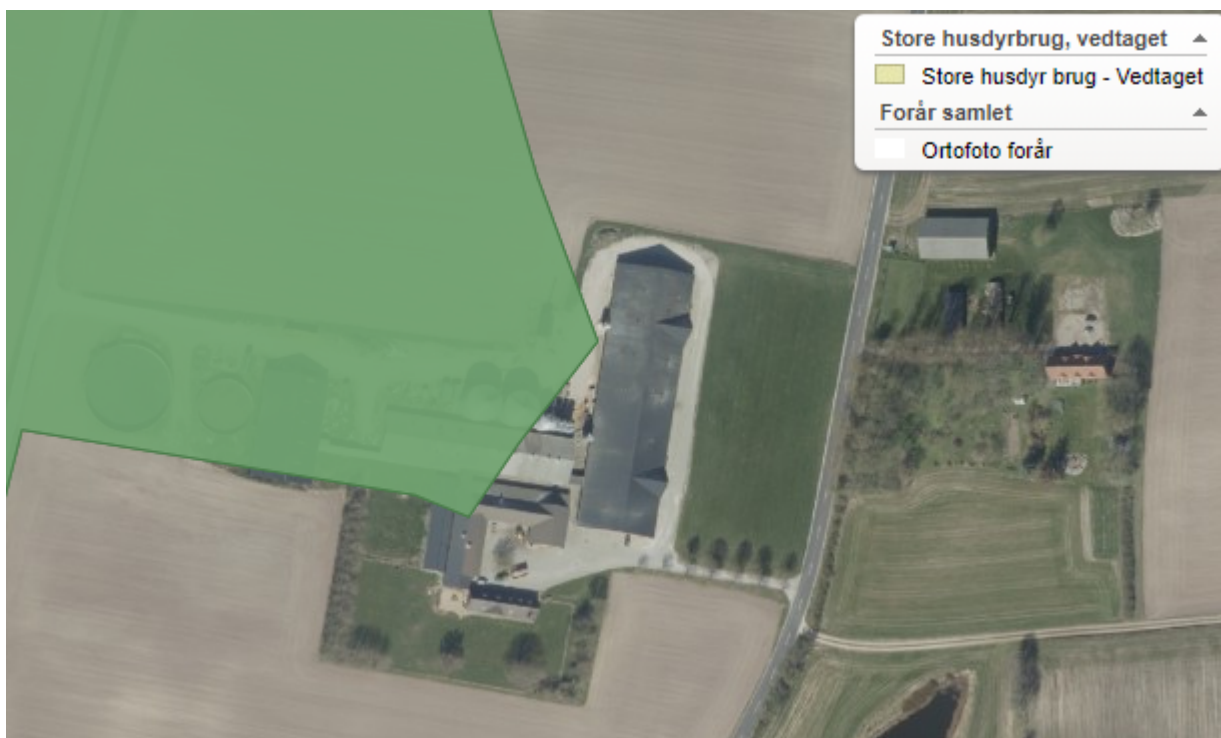 Store husdyrbrug, vedtaget
Store husdyr brug - Vedtaget
Forår samlet
Ortofoto forår